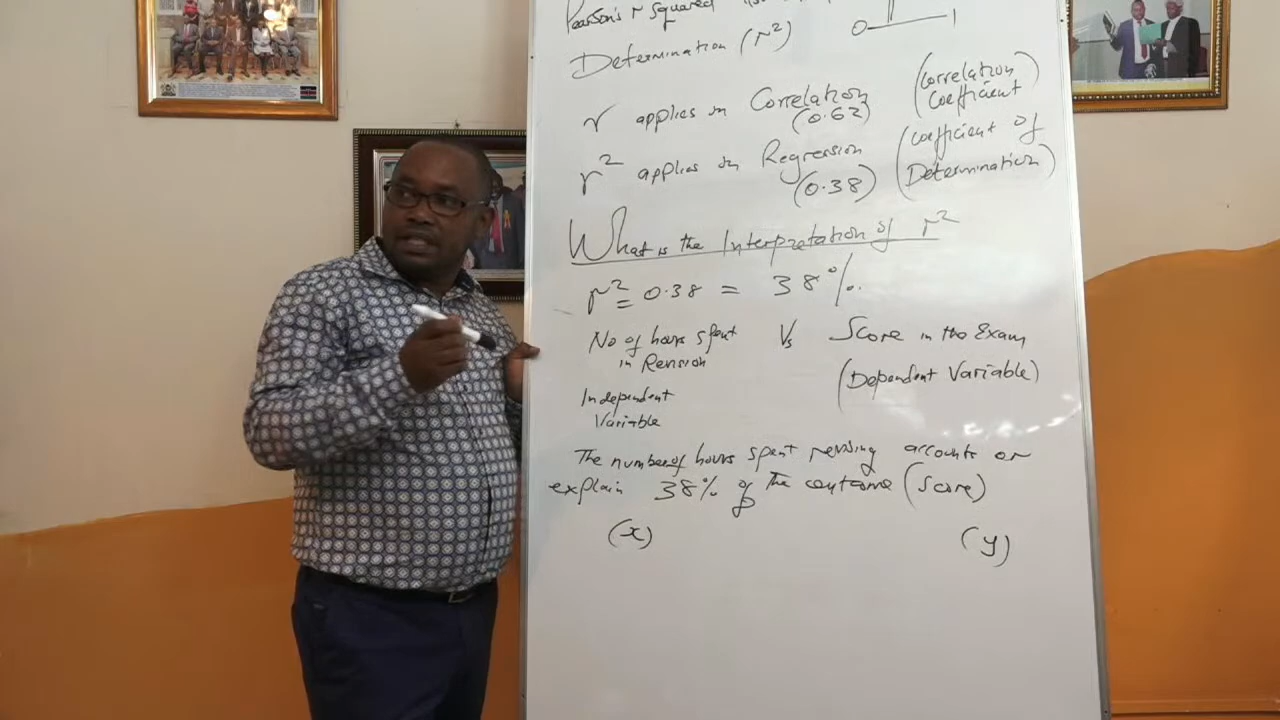 Pearson's r squared
Determination (r²)
0 1
r applies in Correlation (Correlation Coefficient)
(0.62)
r² applies in Regression (Coefficient of Determination)
(0.38)
What is the Interpretation of r²
r² = 0.38 = 38%.
No of hours spent in Revision Vs Score in the Exam
Independent Variable (Dependent Variable)
The number of hours spent revising accounts or
explain 38% of the outcome (Score)
(x) (y)